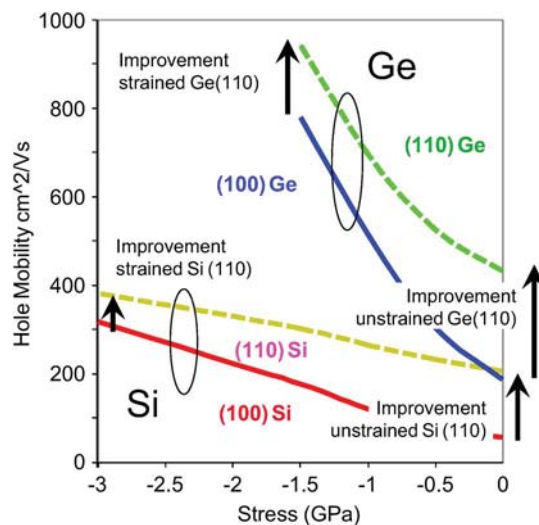 1000
800
600
400
200
0
Hole Mobility cm^2/Vs
Improvement
strained Ge(110)
Ge
(110) Ge
(100) Ge
Improvement
strained Si (110)
Improvement
unstrained Ge(110)
(110) Si
Si
(100) Si
Improvement
unstrained Si (110)
-3
-2.5
-2
-1.5
-1
-0.5
0
Stress (GPa)